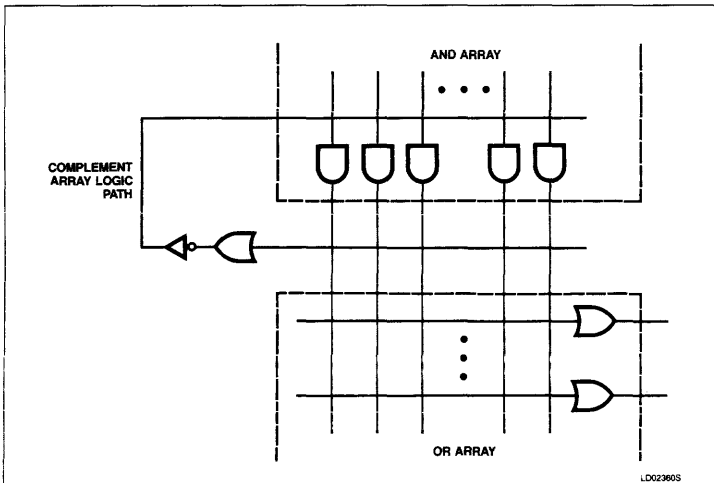 AND ARRAY
COMPLEMENT
ARRAY LOGIC
PATH
OR ARRAY
LD02360S